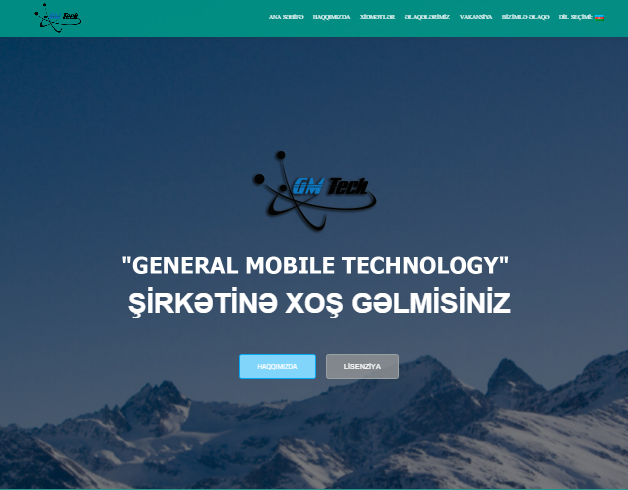 GM Tech
ANA SƏHİFƏ HAQQIMIZDA XİDMƏTLƏR ƏLAQƏLƏRİMİZ VAKANSİYA BİZİMLƏ ƏLAQƏ DİL SEÇİMİ:
GM Tech
"GENERAL MOBILE TECHNOLOGY"
ŞİRKƏTİNƏ XOŞ GƏLMİSİNİZ
HAQQIMIZDA LİSENZİYA